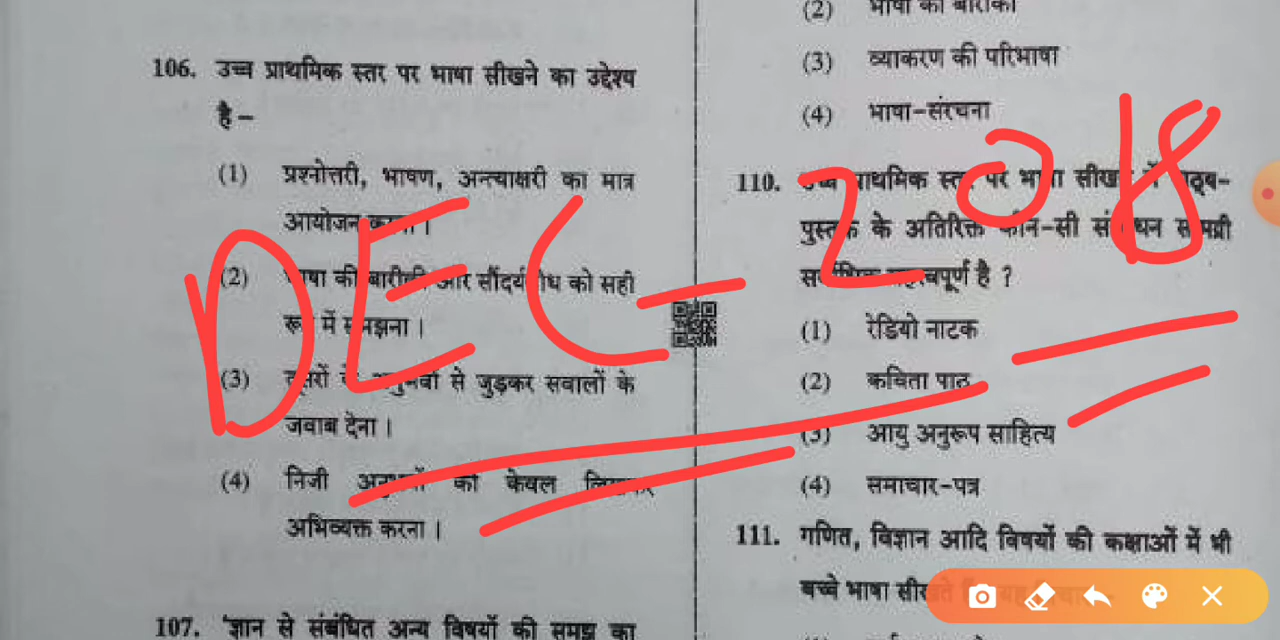 106. उच्च प्राथमिक स्तर पर भाषा सीखने का उद्देश्य
है –
(1) प्रश्नोत्तरी, भाषण, अन्त्याक्षरी का मात्र
आयोजन करना।
(2) भाषा की बारीकी और सौंदर्यबोध को सही
रूप में समझना।
(3) दूसरों के अनुभवों से जुड़कर सवालों के
जवाब देना।
(4) निजी अनुभवों को केवल लिखकर
अभिव्यक्त करना।
107. 'ज्ञान से संबंधित अन्य विषयों की समझ का
(2) भाषा की बारीकी
(3) व्याकरण की परिभाषा
(4) भाषा-संरचना
110. उच्च प्राथमिक स्तर पर भाषा सीखने में पाठ्य-
पुस्तक के अतिरिक्त कौन-सी संसाधन सामग्री
सर्वाधिक महत्त्वपूर्ण है ?
(1) रेडियो नाटक
(2) कविता पाठ
(3) आयु अनुरूप साहित्य
(4) समाचार-पत्र
111. गणित, विज्ञान आदि विषयों की कक्षाओं में भी
बच्चे भाषा सीखते हैं।
DEC - 2018